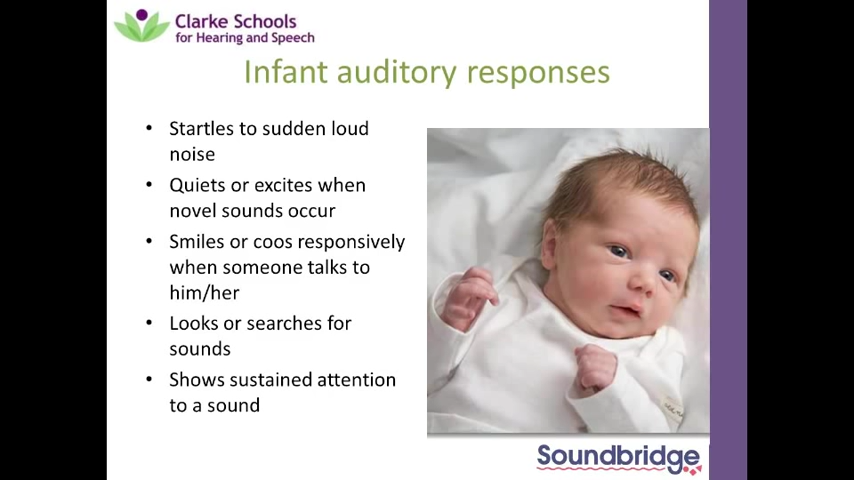 Clarke Schools
for Hearing and Speech
Infant auditory responses
• Startles to sudden loud
noise
• Quiets or excites when
novel sounds occur
• Smiles or coos responsively
when someone talks to
him/her
• Looks or searches for
sounds
• Shows sustained attention
to a sound
Soundbridge